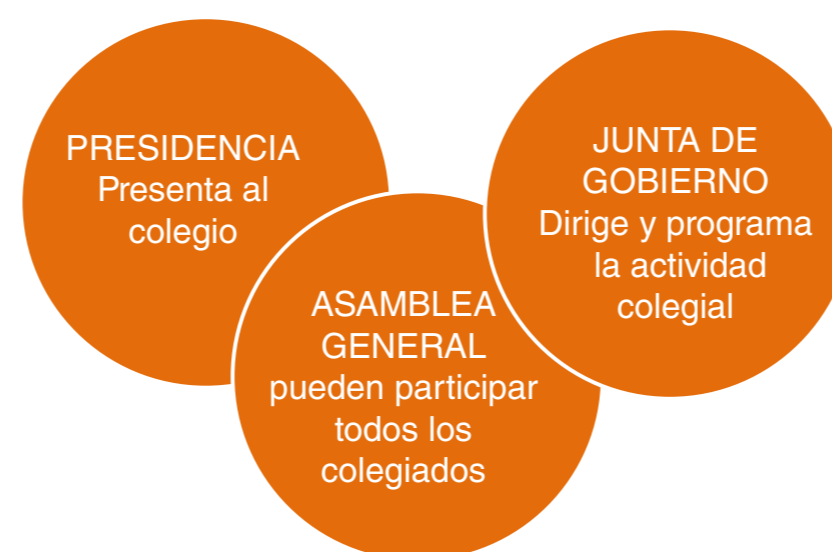 PRESIDENCIA
Presenta al
colegio
ASAMBLEA
GENERAL
pueden participar
todos los
colegiados
JUNTA DE
GOBIERNO
Dirige y programa
la actividad
colegial